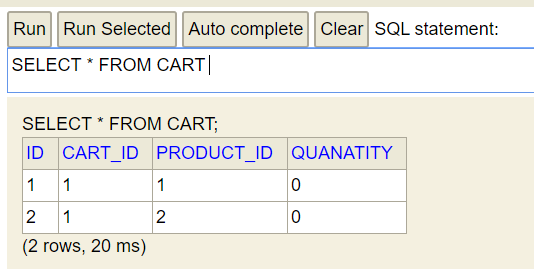 Run Run Selected Auto complete Clear SQL statement:
SELECT * FROM CART
SELECT * FROM CART;
ID CART_ID PRODUCT_ID QUANATITY
1 1 1 0
2 1 2 0
(2 rows, 20 ms)